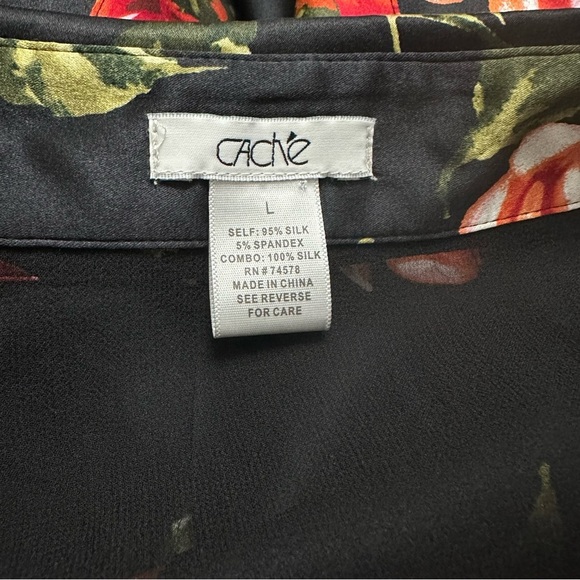 CACHÉ
L
SELF: 95% SILK
5% SPANDEX
COMBO: 100% SILK
RN # 74578
MADE IN CHINA
SEE REVERSE
FOR CARE